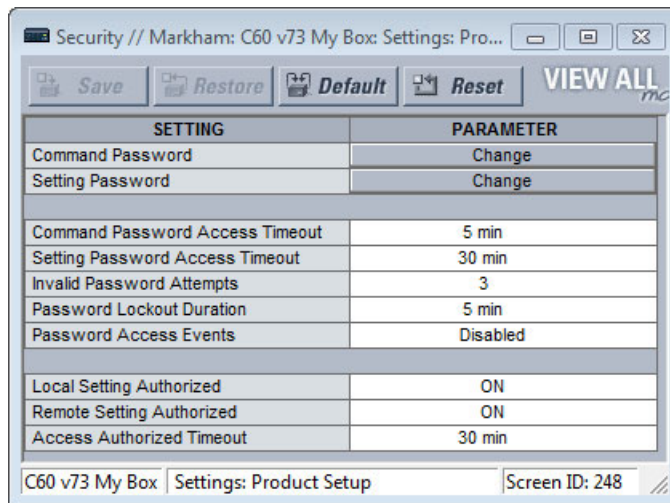 Security // Markham: C60 v73 My Box: Settings: Pro...
Save Restore Default Reset VIEW ALL mc
SETTING PARAMETER
Command Password Change
Setting Password Change
Command Password Access Timeout 5 min
Setting Password Access Timeout 30 min
Invalid Password Attempts 3
Password Lockout Duration 5 min
Password Access Events Disabled
Local Setting Authorized ON
Remote Setting Authorized ON
Access Authorized Timeout 30 min
C60 v73 My Box Settings: Product Setup Screen ID: 248